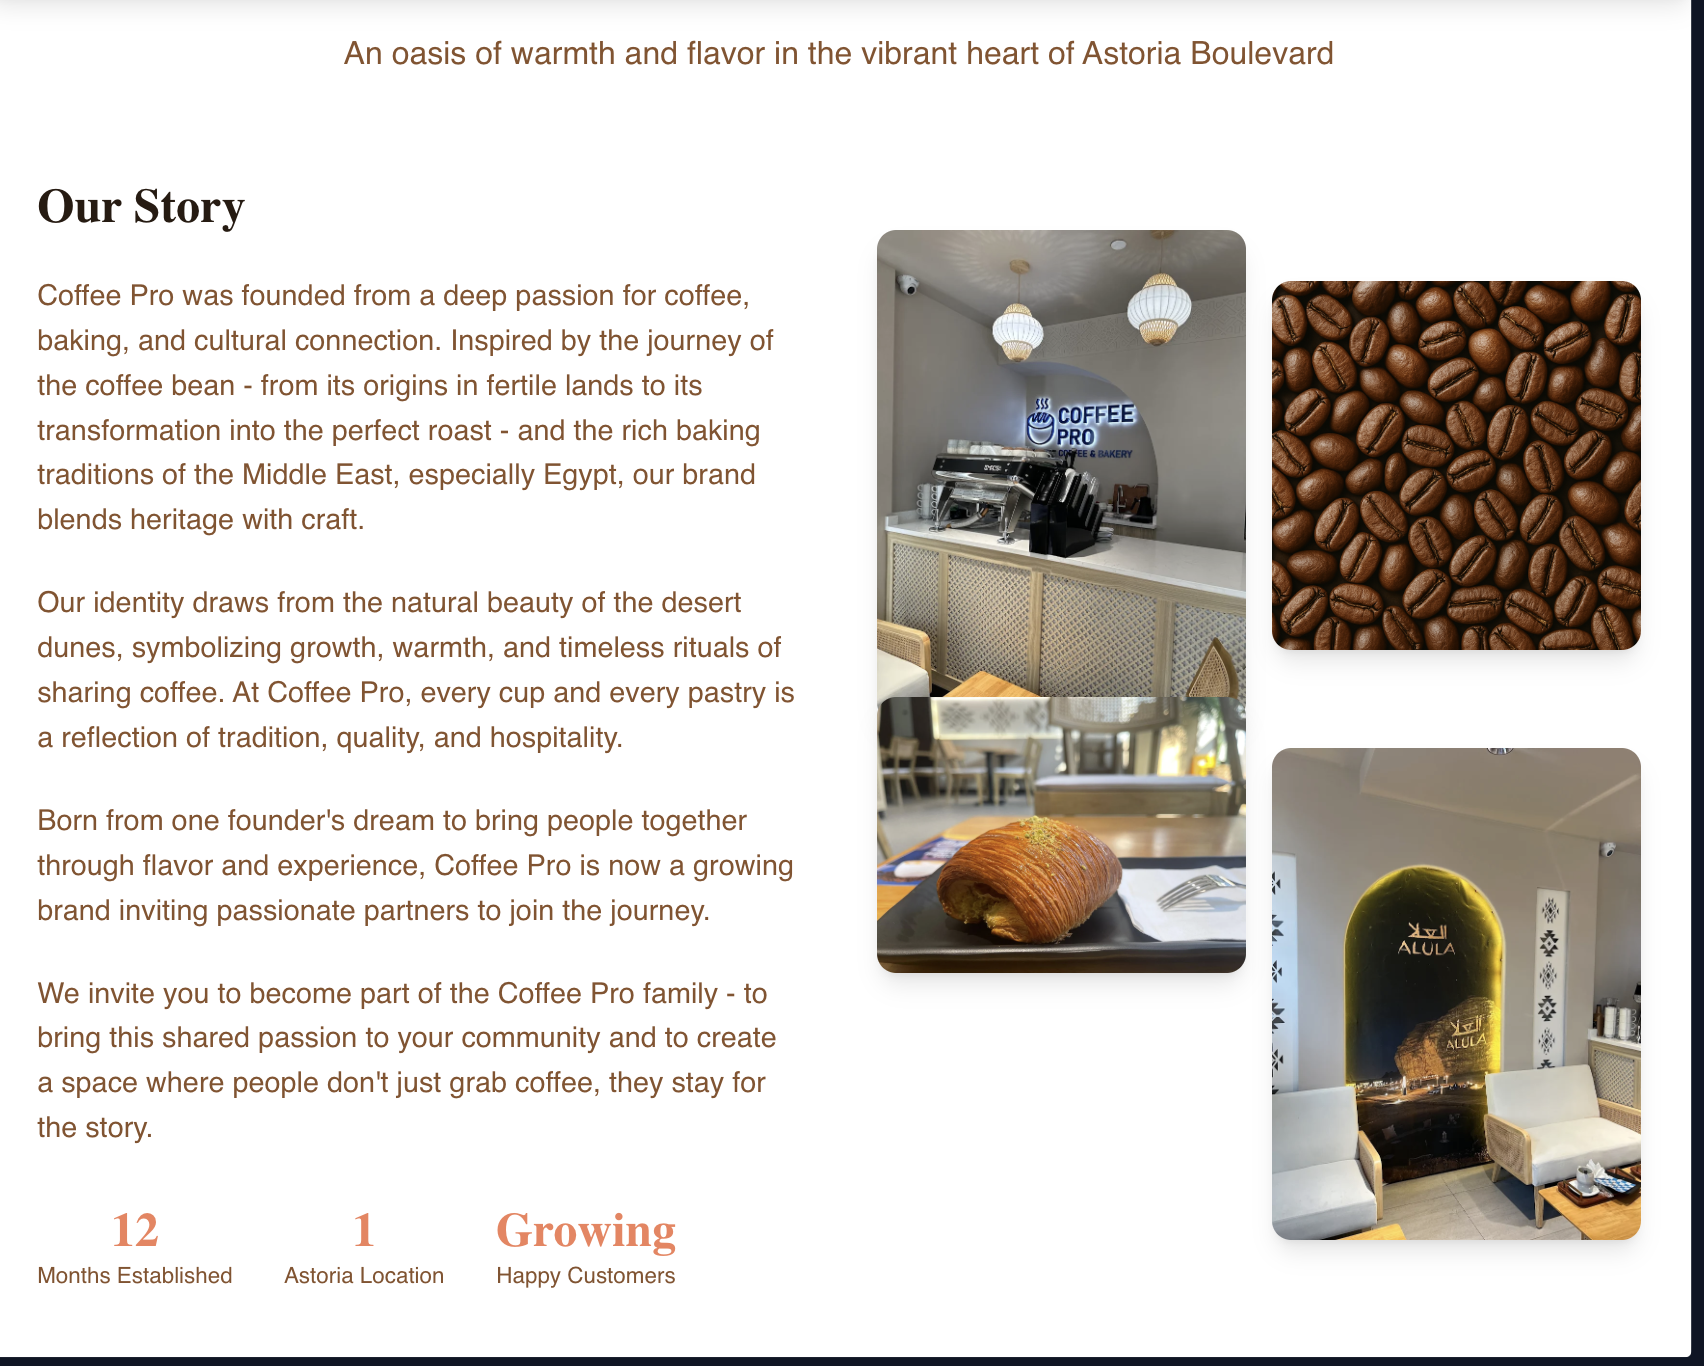 An oasis of warmth and flavor in the vibrant heart of Astoria Boulevard
Our Story
Coffee Pro was founded from a deep passion for coffee,
baking, and cultural connection. Inspired by the journey of
the coffee bean - from its origins in fertile lands to its
transformation into the perfect roast - and the rich baking
traditions of the Middle East, especially Egypt, our brand
blends heritage with craft.
Our identity draws from the natural beauty of the desert
dunes, symbolizing growth, warmth, and timeless rituals of
sharing coffee. At Coffee Pro, every cup and every pastry is
a reflection of tradition, quality, and hospitality.
Born from one founder's dream to bring people together
through flavor and experience, Coffee Pro is now a growing
brand inviting passionate partners to join the journey.
We invite you to become part of the Coffee Pro family - to
bring this shared passion to your community and to create
a space where people don't just grab coffee, they stay for
the story.
12
Months Established
1
Astoria Location
Growing
Happy Customers
COFFEE
PRO
COFFEE & BAKERY
العلا
ALULA
العلا
ALULA